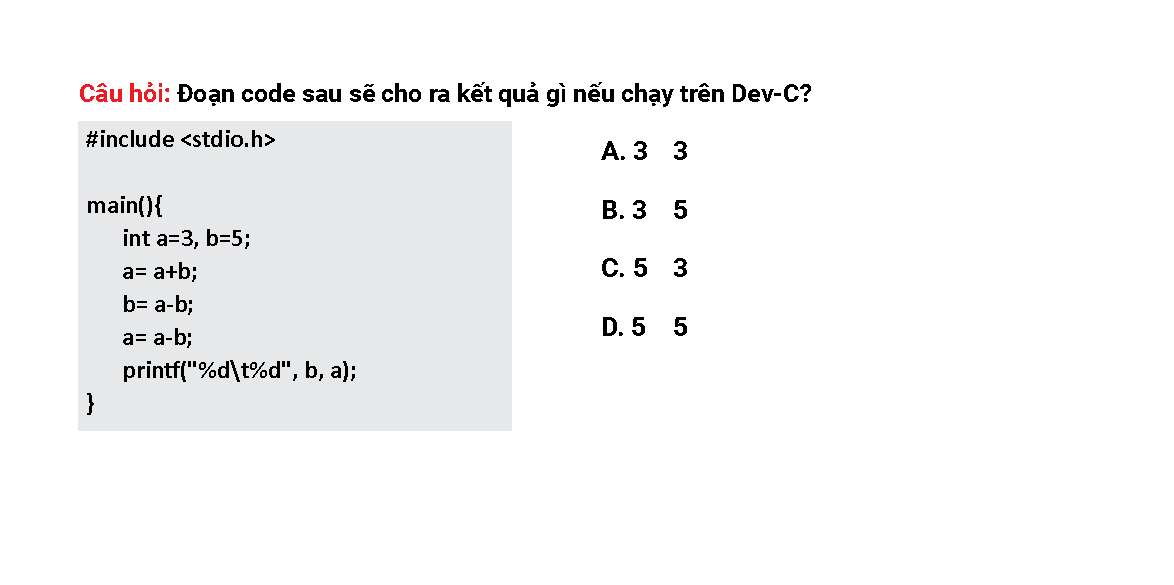 Câu hỏi: Đoạn code sau sẽ cho ra kết quả gì nếu chạy trên Dev-C?
#include <stdio.h>
main(){
int a=3, b=5;
a= a+b;
b= a-b;
a= a-b;
printf("%d\t%d", b, a);
}
A. 3 3
B. 3 5
C. 5 3
D. 5 5